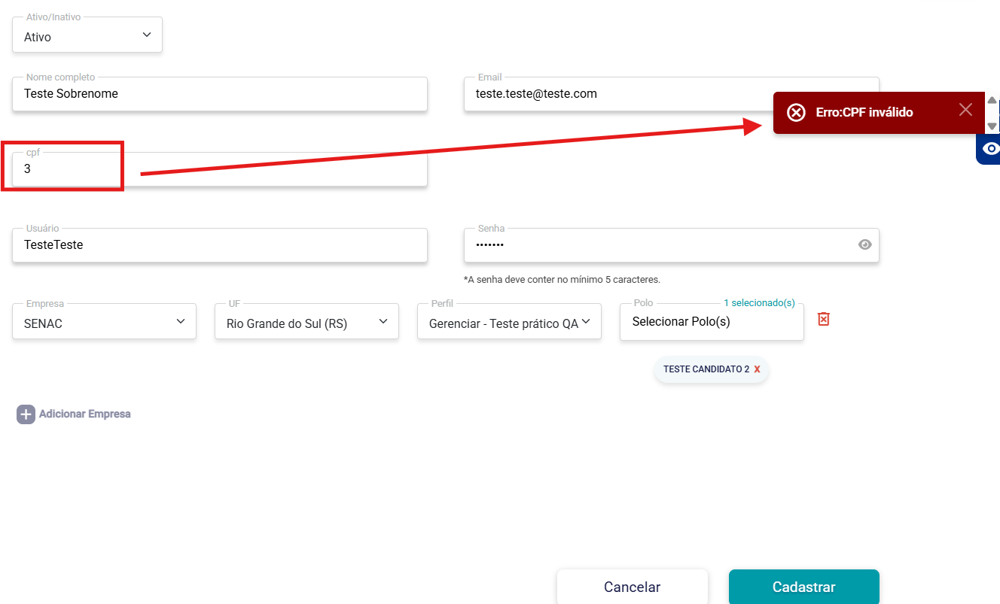 Ativo/Inativo
Ativo
Nome completo
Teste Sobrenome
Email
teste.teste@teste.com
Erro:CPF inválido
cpf
3
Usuário
TesteTeste
Senha
•••••••
*A senha deve conter no mínimo 5 caracteres.
Empresa
SENAC
UF
Rio Grande do Sul (RS)
Perfil
Gerenciar - Teste prático QA
Polo
1 selecionado(s)
Selecionar Polo(s)
TESTE CANDIDATO 2 X
Adicionar Empresa
Cancelar
Cadastrar